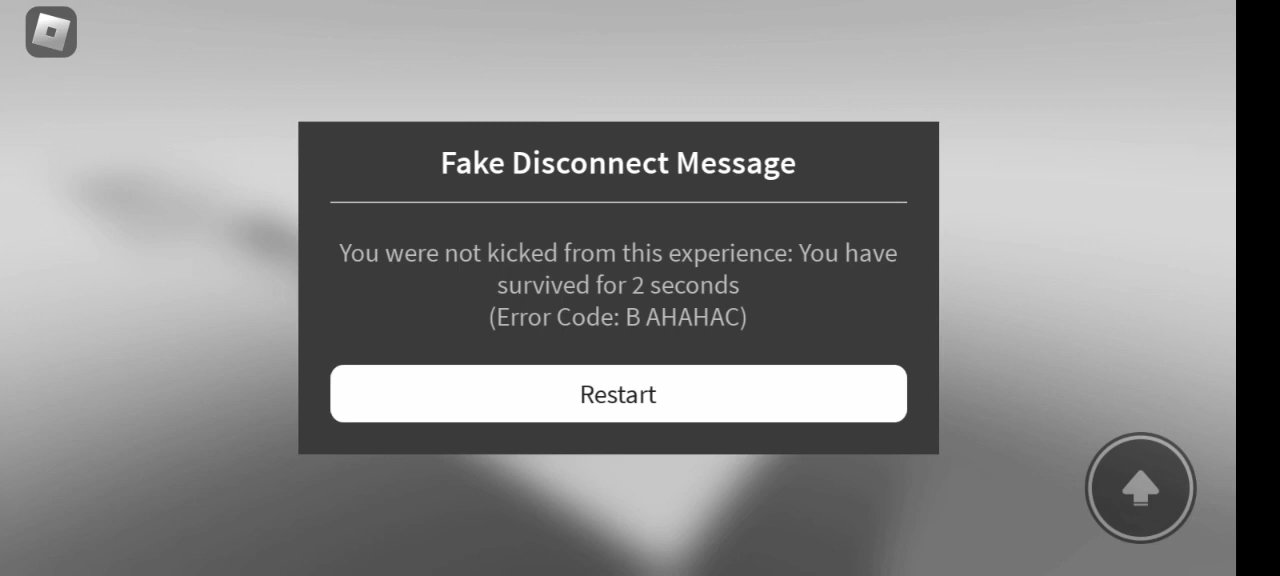 Fake Disconnect Message
You were not kicked from this experience: You have
survived for 2 seconds
(Error Code: B AHAHAC)
Restart